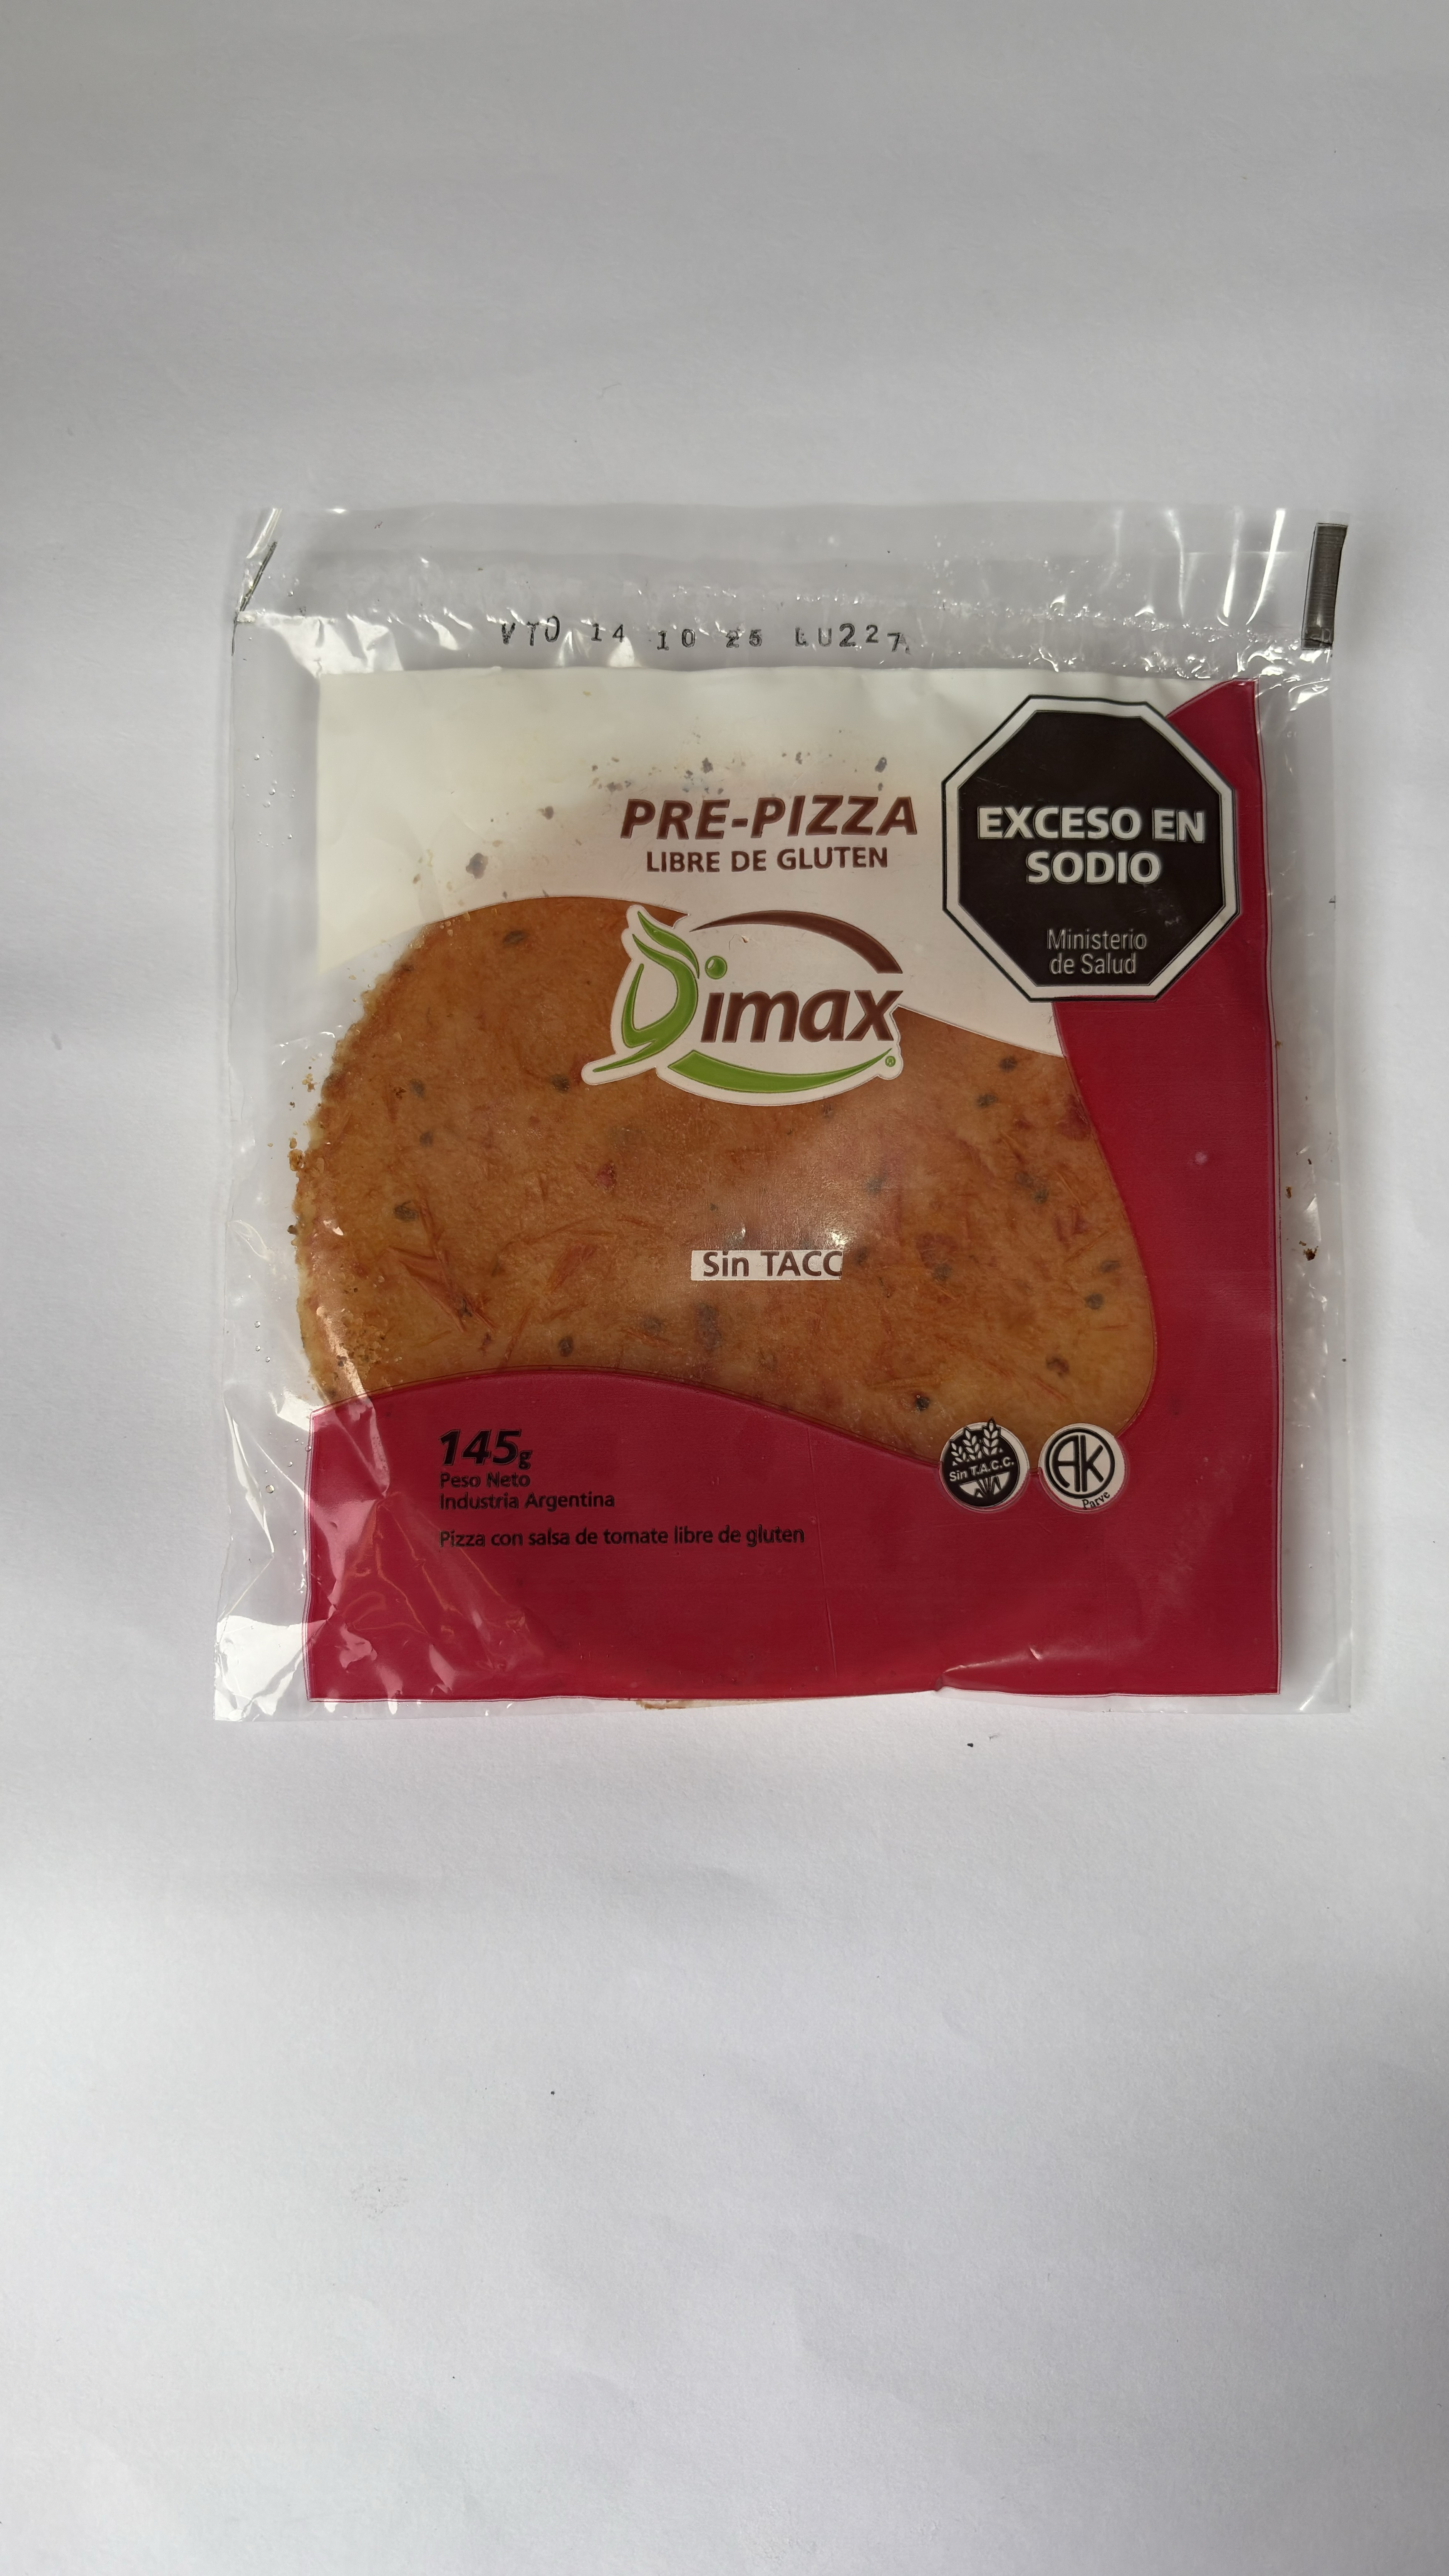 VTO 14 10 25 LU227
PRE-PIZZA
LIBRE DE GLUTEN
EXCESO EN
SODIO
Ministerio
de Salud
Dimax
®
Sin TACC
145g
Peso Neto
Industria Argentina
Pizza con salsa de tomate libre de gluten
Sin T.A.C.C.
AK
Parve